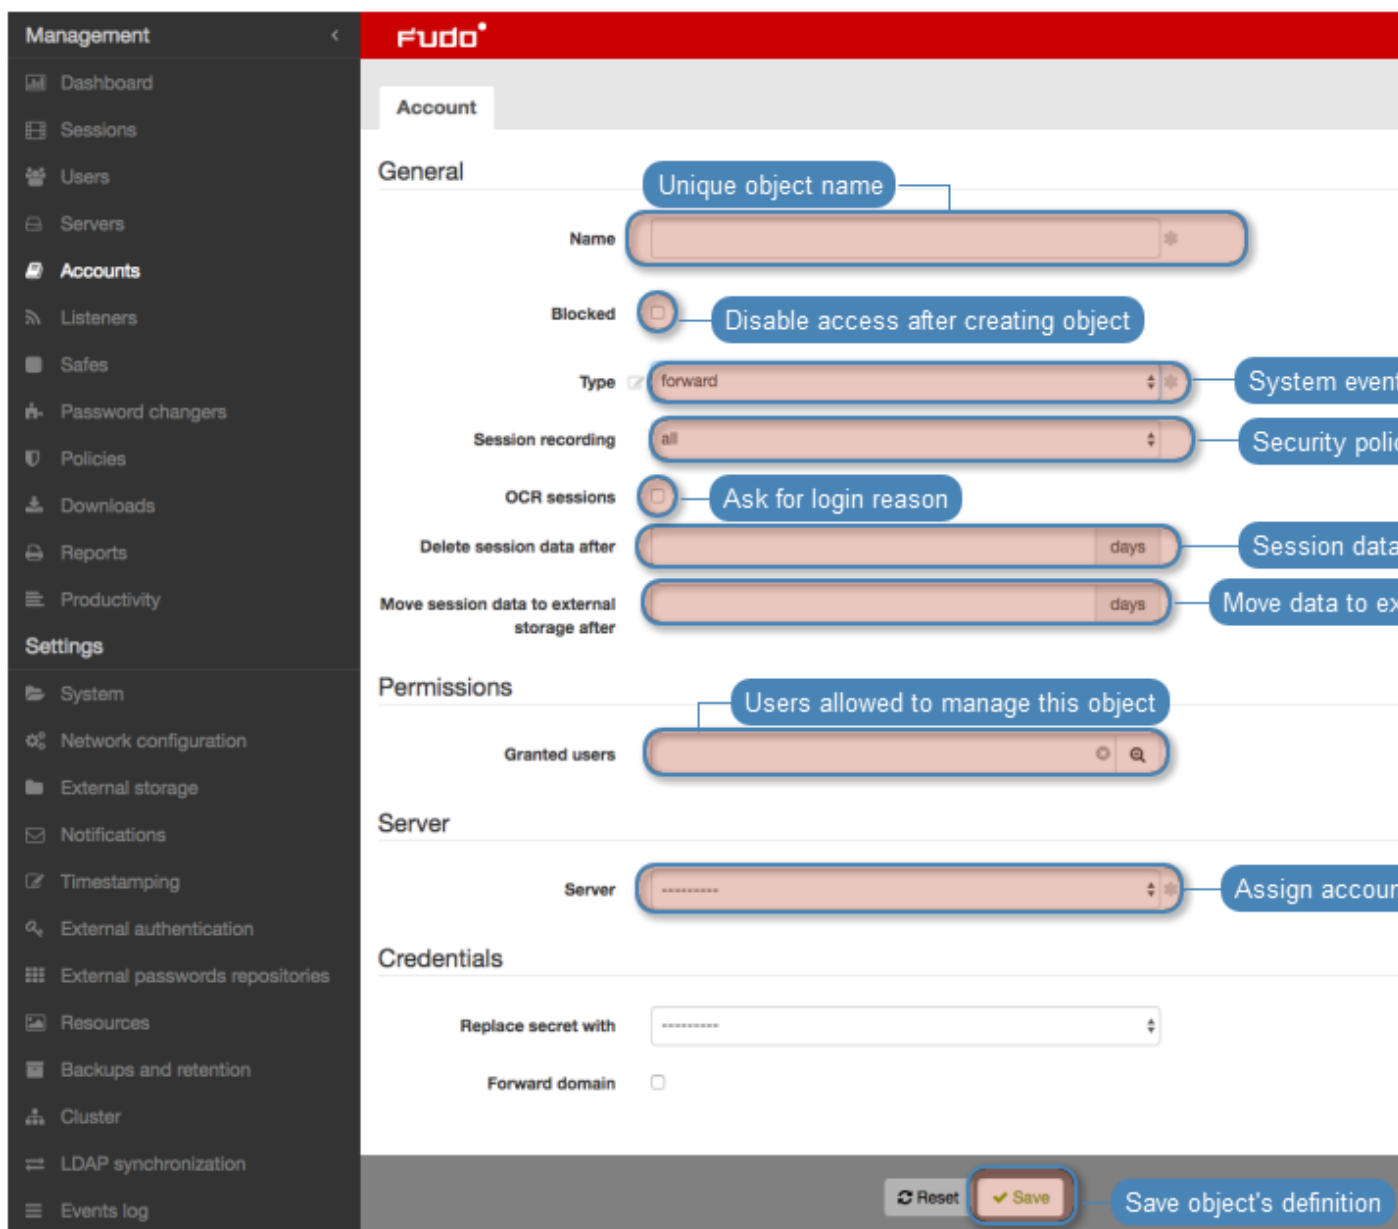 Management
Dashboard
Sessions
Users
Servers
Accounts
Listeners
Safes
Password changers
Policies
Downloads
Reports
Productivity
Settings
System
Network configuration
External storage
Notifications
Timestamping
External authentication
External passwords repositories
Resources
Backups and retention
Cluster
LDAP synchronization
Events log
FUDO
Account
General
Unique object name
Name
Blocked
Disable access after creating object
Type forward
System event
Session recording all
Security poli
OCR sessions
Ask for login reason
Delete session data after days
Session data
Move session data to external
storage after
days
Move data to ex
Permissions
Users allowed to manage this object
Granted users
Server
Server ---------
Assign accoun
Credentials
Replace secret with ---------
Forward domain
Reset Save
Save object's definition